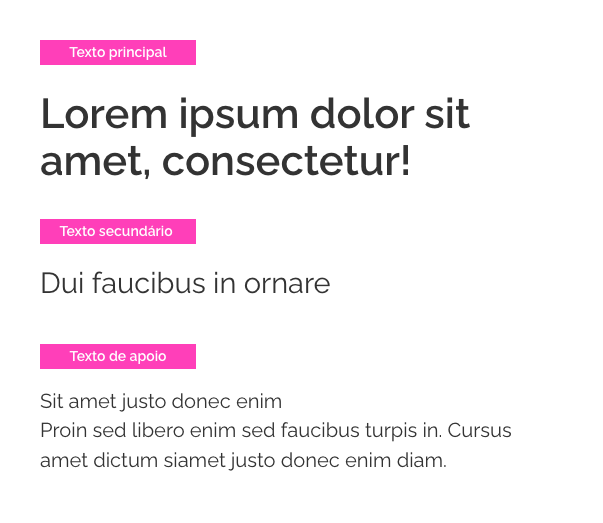 Texto principal
Lorem ipsum dolor sit
amet, consectetur!
Texto secundário
Dui faucibus in ornare
Texto de apoio
Sit amet justo donec enim
Proin sed libero enim sed faucibus turpis in. Cursus
amet dictum siamet justo donec enim diam.